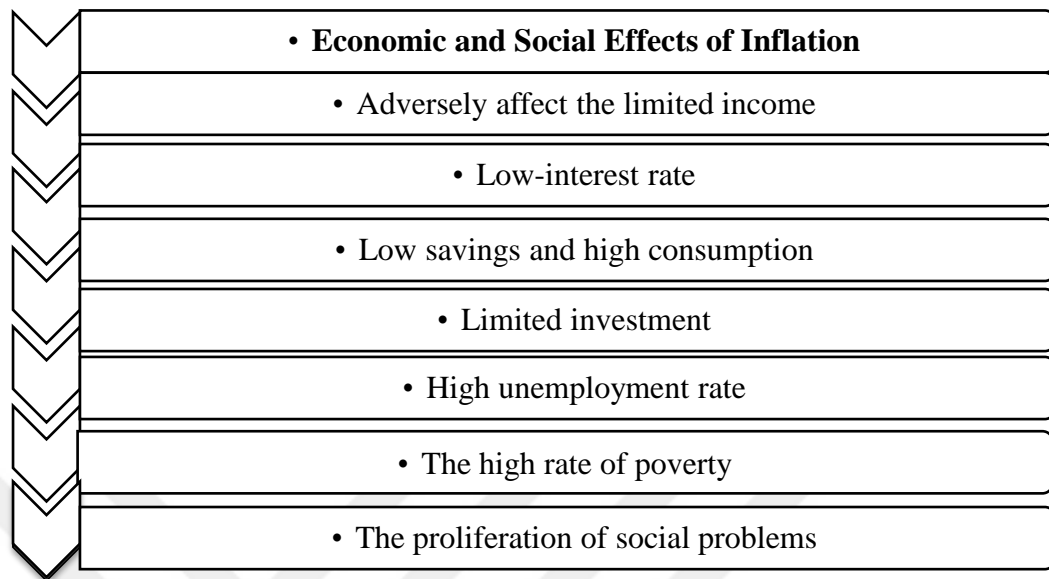 • Economic and Social Effects of Inflation
• Adversely affect the limited income
• Low-interest rate
• Low savings and high consumption
• Limited investment
• High unemployment rate
• The high rate of poverty
• The proliferation of social problems